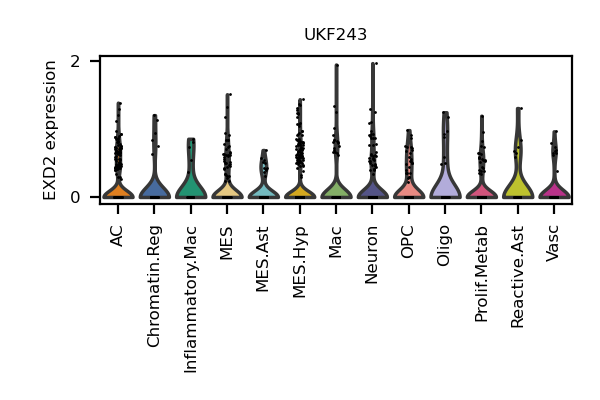 UKF243
EXD2 expression
2
0
AC
Chromatin.Reg
Inflammatory.Mac
MES
MES.Ast
MES.Hyp
Mac
Neuron
OPC
Oligo
Prolif.Metab
Reactive.Ast
Vasc